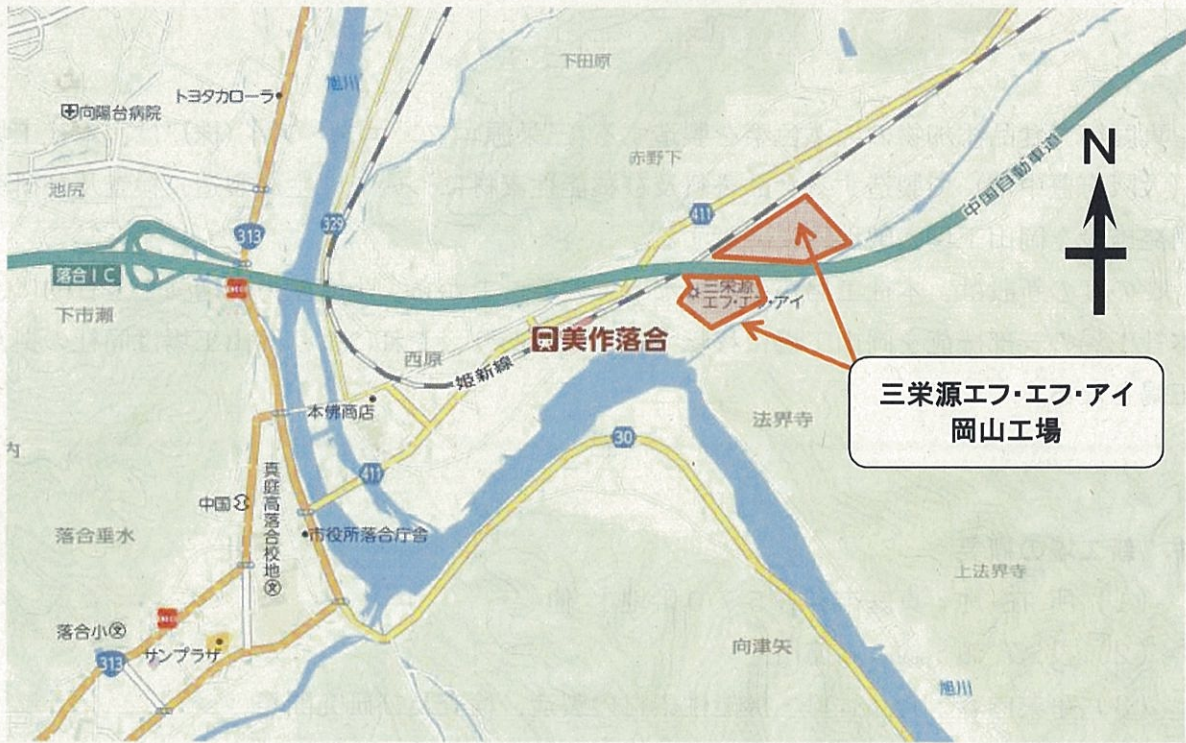 下田原
旭川
トヨタカローラ
向陽台病院
N
赤野下
中国自動車道
池尻
329
411
313
落合IC
三栄源
エフ・エフ・アイ
下市瀬
美作落合
西原
姫新線
三栄源エフ・エフ・アイ
岡山工場
本佛商店
法界寺
30
内
411
真庭高落合校地
中国
落合垂水
市役所落合庁舎
上法界寺
落合小
サンプラザ
313
向津矢
旭川